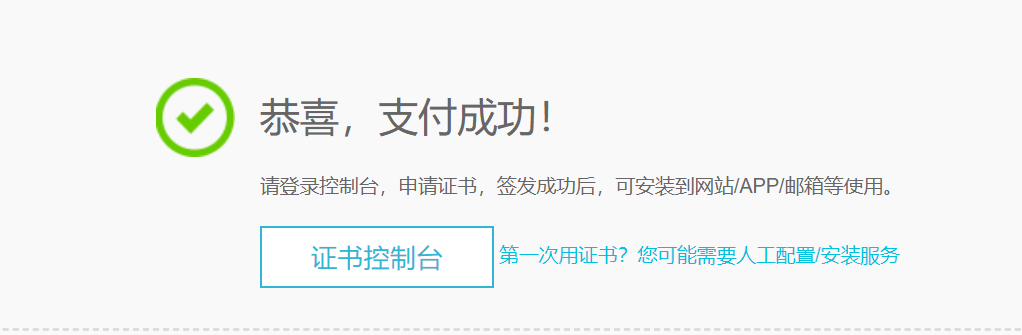 恭喜，支付成功！
请登录控制台，申请证书，签发成功后，可安装到网站/APP/邮箱等使用。
证书控制台 第一次用证书？您可能需要人工配置/安装服务